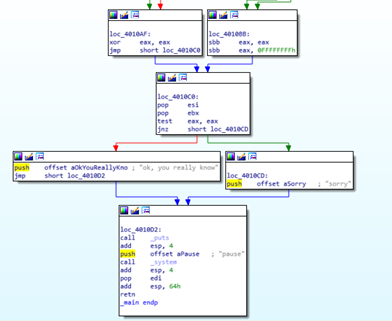 loc_4010AF:
xor eax, eax
jmp short loc_4010C0
loc_4010BB:
sbb eax, eax
sbb eax, 0FFFFFFFFh
loc_4010C0:
pop esi
pop ebx
test eax, eax
jnz short loc_4010CD
push offset aOkYouReallyKno ; "ok, you really know"
jmp short loc_4010D2
loc_4010CD:
push offset aSorry ; "sorry"
loc_4010D2:
call _puts
add esp, 4
push offset aPause ; "pause"
call _system
add esp, 4
pop edi
add esp, 64h
retn
_main endp